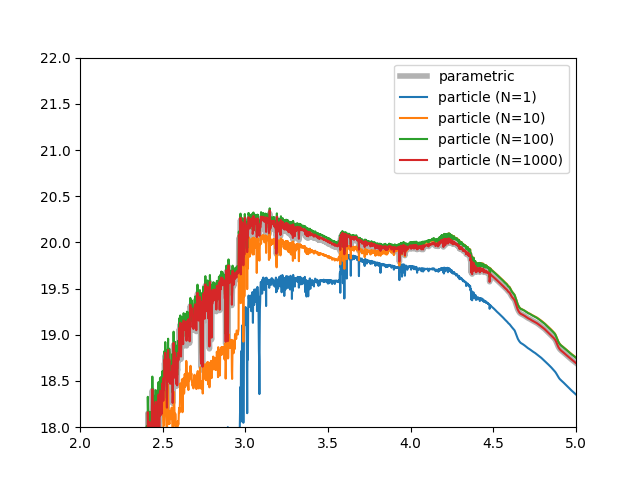 22.0
21.5
21.0
20.5
20.0
19.5
19.0
18.5
18.0
2.0 2.5 3.0 3.5 4.0 4.5 5.0
parametric
particle (N=1)
particle (N=10)
particle (N=100)
particle (N=1000)